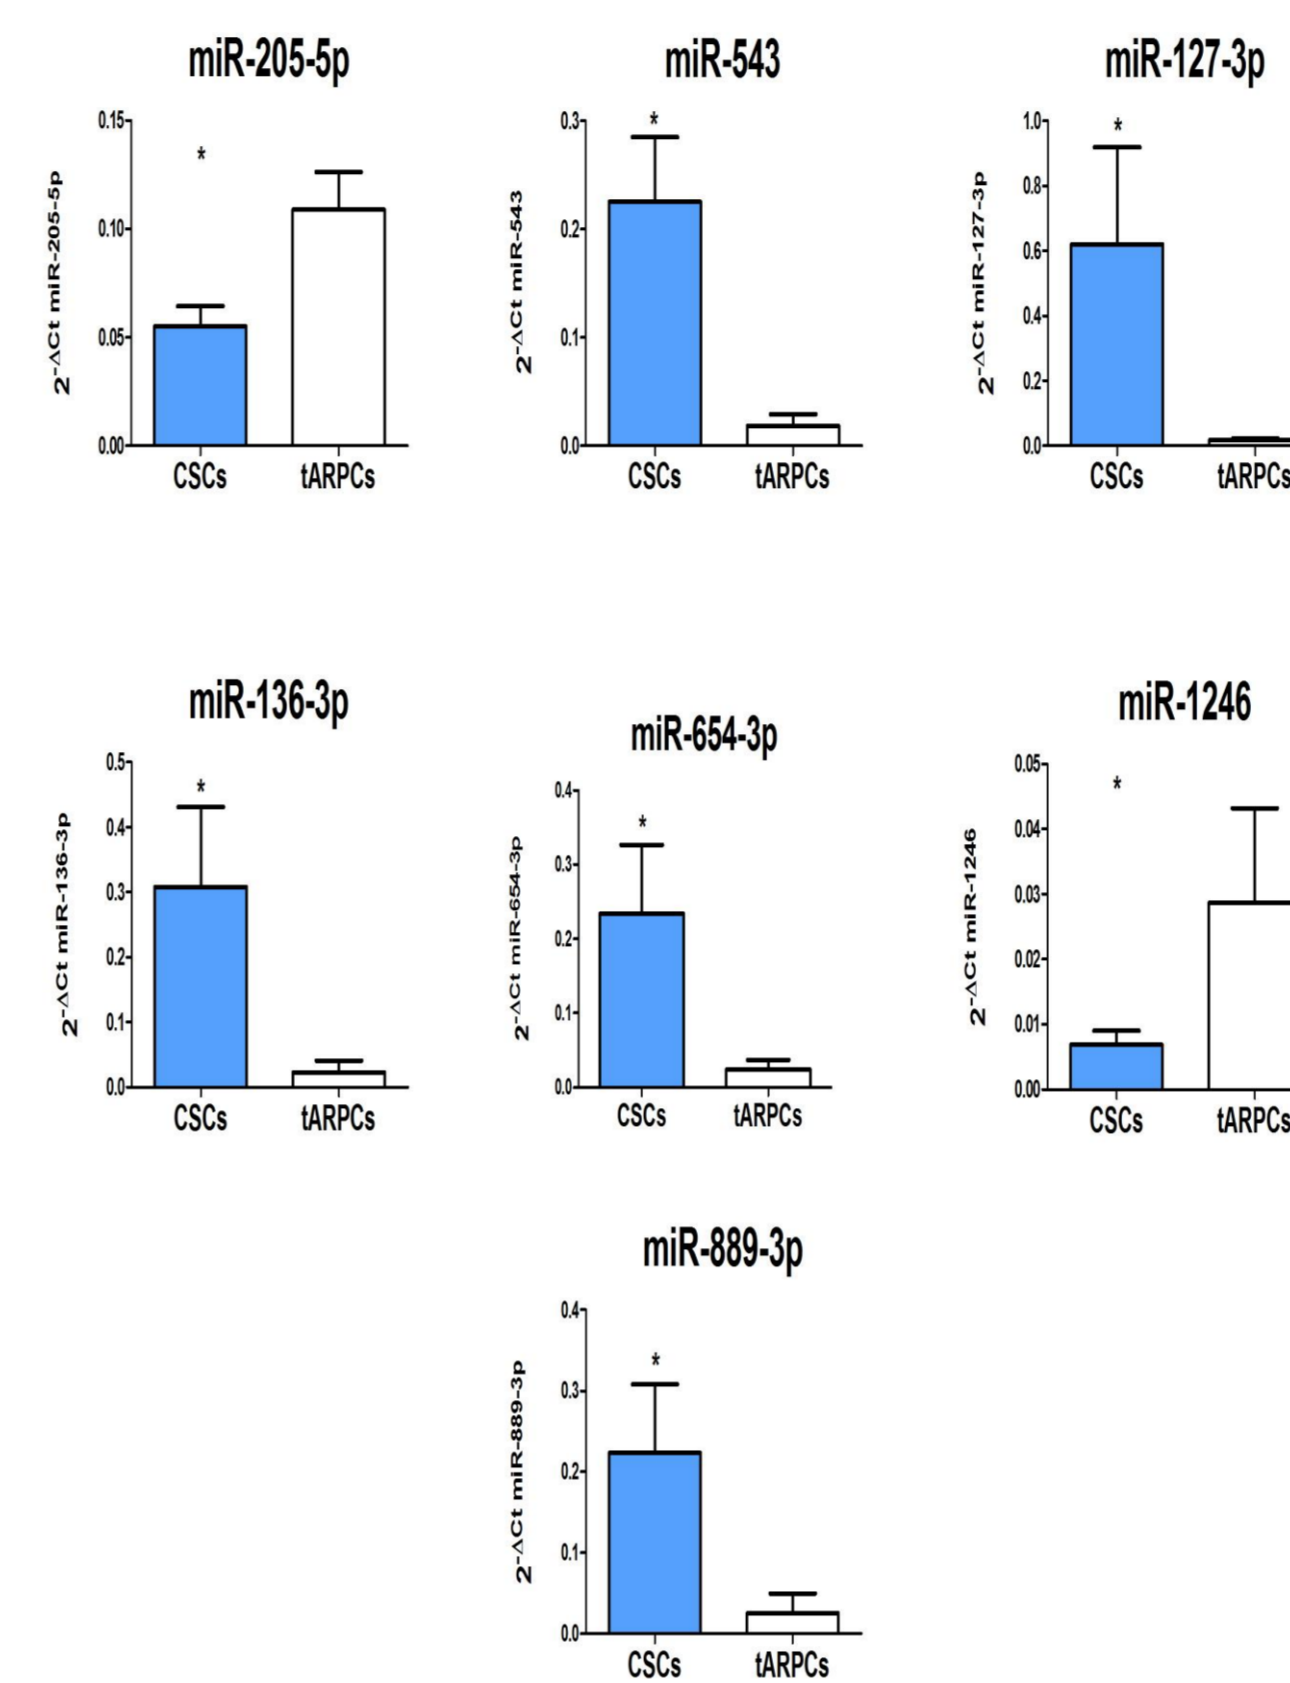 miR-205-5p
2-ΔCt miR-205-5p
0.15
0.10
0.05
0.00
*
CSCs
tARPCs
miR-543
2-ΔCt miR-543
0.3
0.2
0.1
0.0
*
CSCs
tARPCs
miR-127-3p
2-ΔCt miR-127-3p
1.0
0.8
0.6
0.4
0.2
0.0
*
CSCs
tARPCs
miR-136-3p
2-ΔCt miR-136-3p
0.5
0.4
0.3
0.2
0.1
0.0
*
CSCs
tARPCs
miR-654-3p
2-ΔCt miR-654-3p
0.4
0.3
0.2
0.1
0.0
*
CSCs
tARPCs
miR-1246
2-ΔCt miR-1246
0.05
0.04
0.03
0.02
0.01
0.00
*
CSCs
tARPCs
miR-889-3p
2-ΔCt miR-889-3p
0.4
0.3
0.2
0.1
0.0
*
CSCs
tARPCs